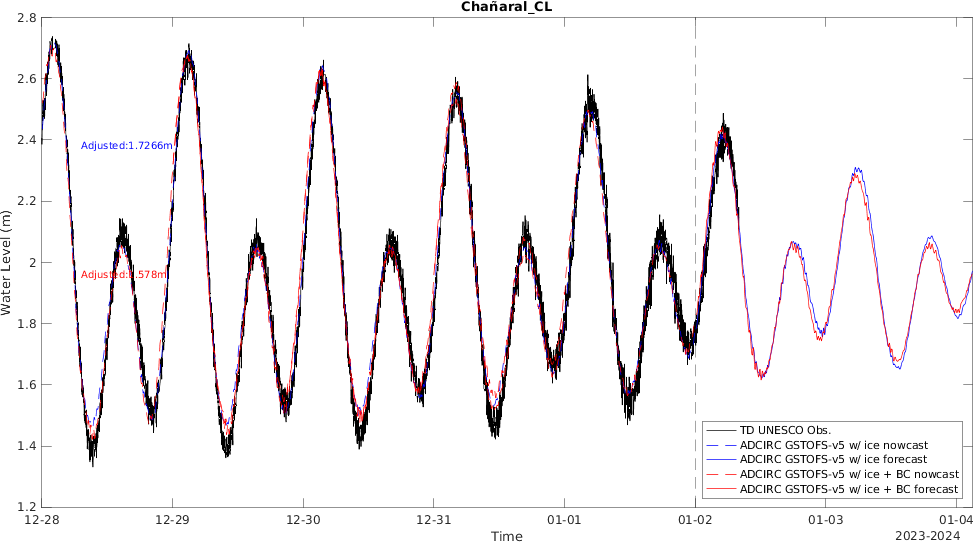 Chañaral_CL
Water Level (m)
2.8
2.6
2.4
2.2
2
1.8
1.6
1.4
1.2
Adjusted:1.7266m
Adjusted:1.578m
TD UNESCO Obs.
ADCIRC GSTOFS-v5 w/ ice nowcast
ADCIRC GSTOFS-v5 w/ ice forecast
ADCIRC GSTOFS-v5 w/ ice + BC nowcast
ADCIRC GSTOFS-v5 w/ ice + BC forecast
12-28 12-29 12-30 12-31 01-01 01-02 01-03 01-04
Time
2023-2024